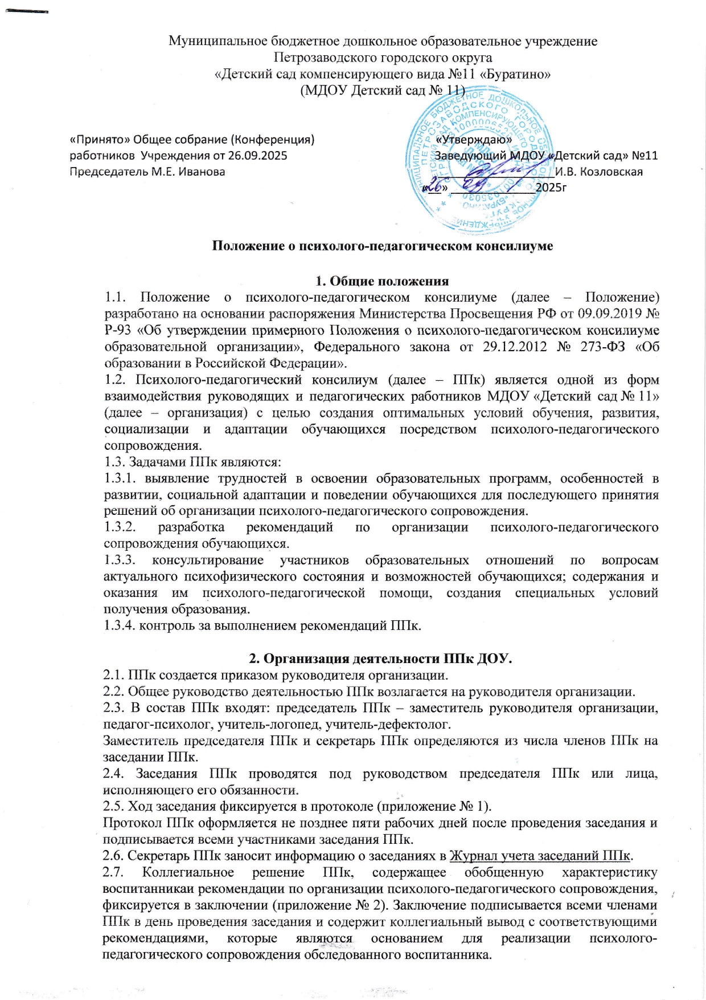 Муниципальное бюджетное дошкольное образовательное учреждение
Петрозаводского городского округа
«Детский сад компенсирующего вида №11 «Буратино»
(МДОУ Детский сад № 11)
«Принято» Общее собрание (Конференция) «Утверждаю»
работников Учреждения от 26.09.2025 Заведующий МДОУ «Детский сад» №11
Председатель М.Е. Иванова И.В. Козловская
«26» 09 2025г
Положение о психолого-педагогическом консилиуме
1. Общие положения
1.1. Положение о психолого-педагогическом консилиуме (далее – Положение)
разработано на основании распоряжения Министерства Просвещения РФ от 09.09.2019 №
Р-93 «Об утверждении примерного Положения о психолого-педагогическом консилиуме
образовательной организации», Федерального закона от 29.12.2012 № 273-ФЗ «Об
образовании в Российской Федерации».
1.2. Психолого-педагогический консилиум (далее – ППк) является одной из форм
взаимодействия руководящих и педагогических работников МДОУ «Детский сад № 11»
(далее – организация) с целью создания оптимальных условий обучения, развития,
социализации и адаптации обучающихся посредством психолого-педагогического
сопровождения.
1.3. Задачами ППк являются:
1.3.1. выявление трудностей в освоении образовательных программ, особенностей в
развитии, социальной адаптации и поведении обучающихся для последующего принятия
решений об организации психолого-педагогического сопровождения.
1.3.2. разработка рекомендаций по организации психолого-педагогического
сопровождения обучающихся.
1.3.3. консультирование участников образовательных отношений по вопросам
актуального психофизического состояния и возможностей обучающихся; содержания и
оказания им психолого-педагогической помощи, создания специальных условий
получения образования.
1.3.4. контроль за выполнением рекомендаций ППк.
2. Организация деятельности ППк ДОУ.
2.1. ППк создается приказом руководителя организации.
2.2. Общее руководство деятельностью ППк возлагается на руководителя организации.
2.3. В состав ППк входят: председатель ППк – заместитель руководителя организации,
педагог-психолог, учитель-логопед, учитель-дефектолог.
Заместитель председателя ППк и секретарь ППк определяются из числа членов ППк на
заседании ППк.
2.4. Заседания ППк проводятся под руководством председателя ППк или лица,
исполняющего его обязанности.
2.5. Ход заседания фиксируется в протоколе (приложение № 1).
Протокол ППк оформляется не позднее пяти рабочих дней после проведения заседания и
подписывается всеми участниками заседания ППк.
2.6. Секретарь ППк заносит информацию о заседаниях в Журнал учета заседаний ППк.
2.7. Коллегиальное решение ППк, содержащее обобщенную характеристику
воспитанникаи рекомендации по организации психолого-педагогического сопровождения,
фиксируется в заключении (приложение № 2). Заключение подписывается всеми членами
ППк в день проведения заседания и содержит коллегиальный вывод с соответствующими
рекомендациями, которые являются основанием для реализации психолого-
педагогического сопровождения обследованного воспитанника.